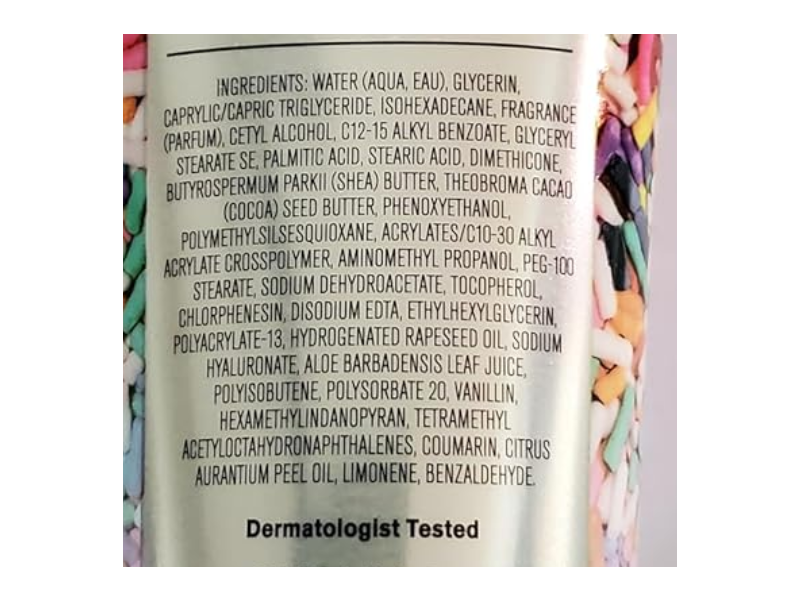 INGREDIENTS: WATER (AQUA, EAU), GLYCERIN,
CAPRYLIC/CAPRIC TRIGLYCERIDE, ISOHEXADECANE, FRAGRANCE
(PARFUM), CETYL ALCOHOL, C12-15 ALKYL BENZOATE, GLYCERYL
STEARATE SE, PALMITIC ACID, STEARIC ACID, DIMETHICONE,
BUTYROSPERMUM PARKII (SHEA) BUTTER, THEOBROMA CACAO
(COCOA) SEED BUTTER, PHENOXYETHANOL,
POLYMETHYLSILSESQUIOXANE, ACRYLATES/C10-30 ALKYL
ACRYLATE CROSSPOLYMER, AMINOMETHYL PROPANOL, PEG-100
STEARATE, SODIUM DEHYDROACETATE, TOCOPHEROL,
CHLORPHENESIN, DISODIUM EDTA, ETHYLHEXYLGLYCERIN,
POLYACRYLATE-13, HYDROGENATED RAPESEED OIL, SODIUM
HYALURONATE, ALOE BARBADENSIS LEAF JUICE,
POLYISOBUTENE, POLYSORBATE 20, VANILLIN,
HEXAMETHYLINDANOPYRAN, TETRAMETHYL
ACETYLOCTAHYDRONAPHTHALENES, COUMARIN, CITRUS
AURANTIUM PEEL OIL, LIMONENE, BENZALDEHYDE.
Dermatologist Tested